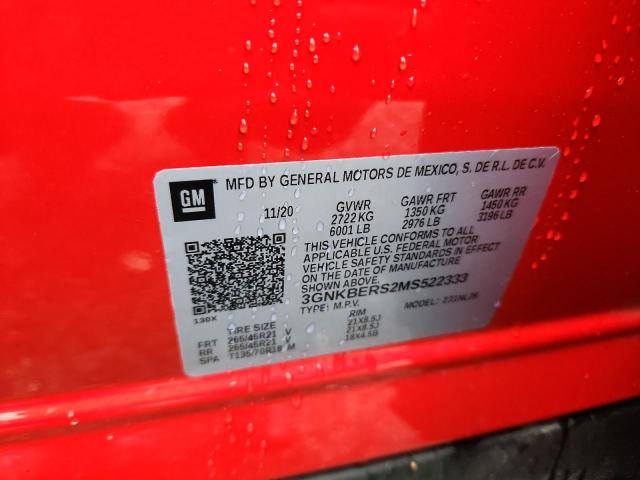 GM
MFD BY GENERAL MOTORS DE MEXICO, S. DE R.L. DE C.V.
11/20 GVWR GAWR FRT GAWR RR
2722 KG 1350 KG 1450 KG
6001 LB 2976 LB 3196 LB
THIS VEHICLE CONFORMS TO ALL
APPLICABLE U.S. FEDERAL MOTOR
VEHICLE SAFETY STANDARDS IN EFFECT
ON THE DATE OF MANUFACTURE
SHOWN ABOVE.
3GNKBERS2MS522333
130X TYPE: M.P.V. MODEL:
TIRE SIZE RIM
FRT 265/45R21 V 21X8.5J
RR 265/45R21 V 21X8.5J
SPA T135/70R18 M 18X4.5B